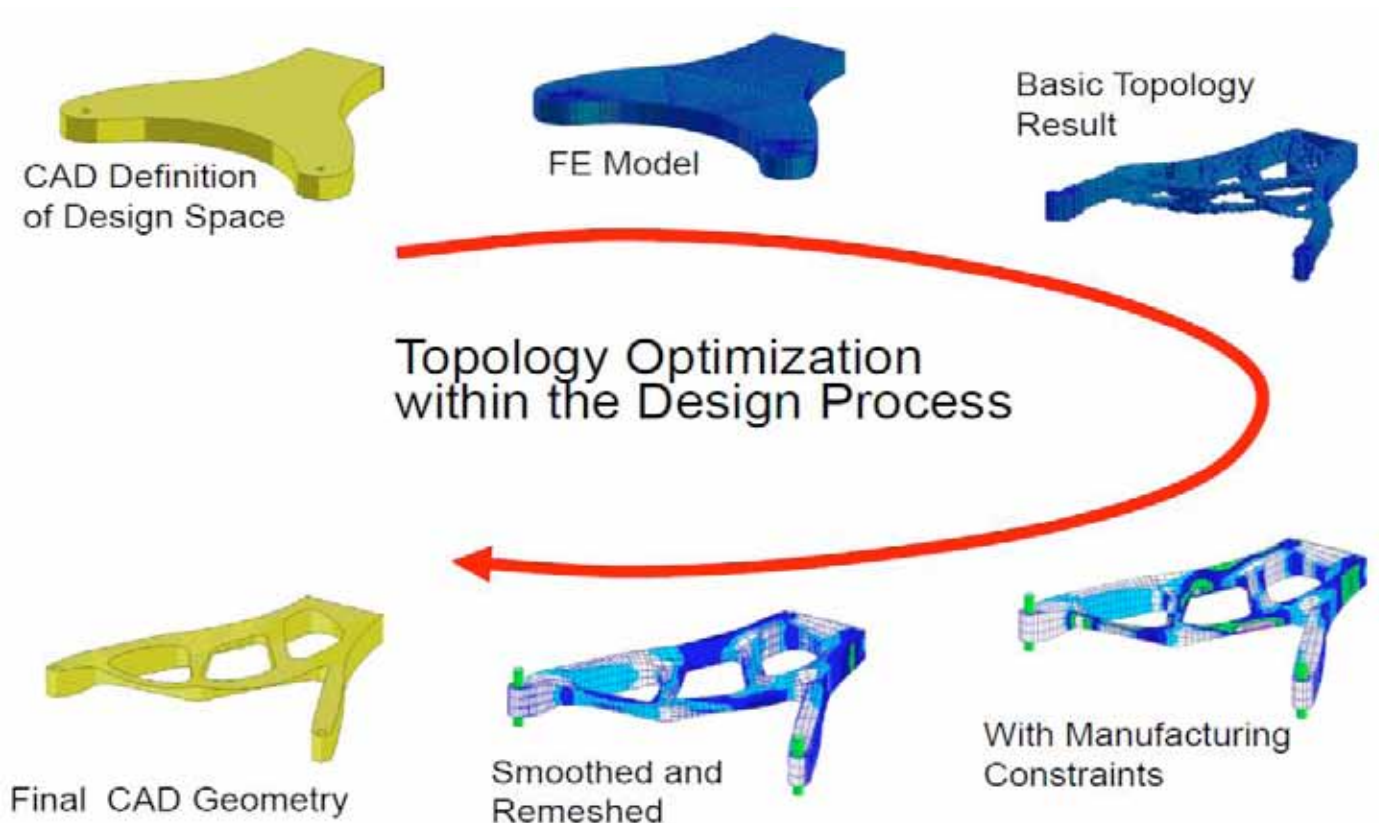 CAD Definition
of Design Space
FE Model
Basic Topology
Result
Topology Optimization
within the Design Process
With Manufacturing
Constraints
Smoothed and
Remeshed
Final CAD Geometry